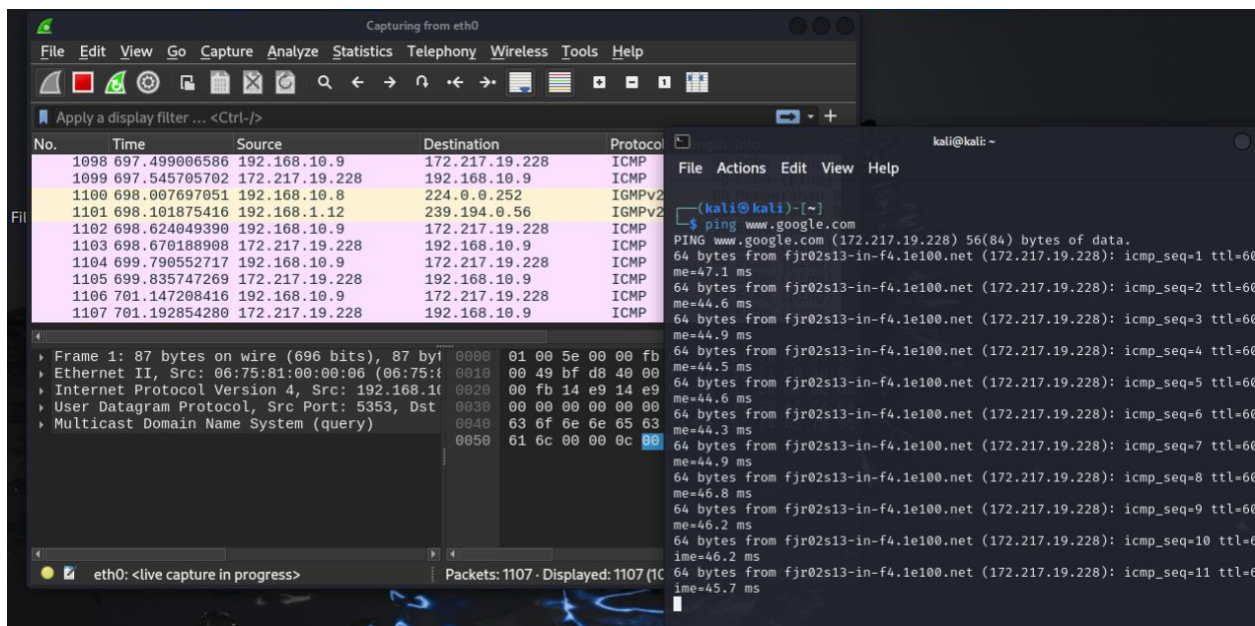 Capturing from eth0
File Edit View Go Capture Analyze Statistics Telephony Wireless Tools Help
Apply a display filter ... <Ctrl-/>
No. Time Source Destination Protocol
1098 697.499006586 192.168.10.9 172.217.19.228 ICMP
1099 697.545705702 172.217.19.228 192.168.10.9 ICMP
1100 698.007697051 192.168.10.8 224.0.0.252 IGMPv2
1101 698.101875416 192.168.1.12 239.194.0.56 IGMPv2
1102 698.624049390 192.168.10.9 172.217.19.228 ICMP
1103 698.670188908 172.217.19.228 192.168.10.9 ICMP
1104 699.790552717 192.168.10.9 172.217.19.228 ICMP
1105 699.835747269 172.217.19.228 192.168.10.9 ICMP
1106 701.147208416 192.168.10.9 172.217.19.228 ICMP
1107 701.192854280 172.217.19.228 192.168.10.9 ICMP
Fil
Frame 1: 87 bytes on wire (696 bits), 87 byt
Ethernet II, Src: 06:75:81:00:00:06 (06:75:8
Internet Protocol Version 4, Src: 192.168.10
User Datagram Protocol, Src Port: 5353, Dst
Multicast Domain Name System (query)
0000 01 00 5e 00 00 fb
0010 00 49 bf d8 40 00
0020 00 fb 14 e9 14 e9
0030 00 00 00 00 00 00
0040 63 6f 6e 6e 65 63
0050 61 6c 00 00 0c 00
eth0: <live capture in progress>
Packets: 1107 · Displayed: 1107 (10
kali@kali: ~
File Actions Edit View Help
(kali㉿kali)-[~]
$ ping www.google.com
PING www.google.com (172.217.19.228) 56(84) bytes of data.
64 bytes from fjr02s13-in-f4.1e100.net (172.217.19.228): icmp_seq=1 ttl=60
me=47.1 ms
64 bytes from fjr02s13-in-f4.1e100.net (172.217.19.228): icmp_seq=2 ttl=60
me=44.6 ms
64 bytes from fjr02s13-in-f4.1e100.net (172.217.19.228): icmp_seq=3 ttl=60
me=44.9 ms
64 bytes from fjr02s13-in-f4.1e100.net (172.217.19.228): icmp_seq=4 ttl=60
me=44.5 ms
64 bytes from fjr02s13-in-f4.1e100.net (172.217.19.228): icmp_seq=5 ttl=60
me=44.6 ms
64 bytes from fjr02s13-in-f4.1e100.net (172.217.19.228): icmp_seq=6 ttl=60
me=44.3 ms
64 bytes from fjr02s13-in-f4.1e100.net (172.217.19.228): icmp_seq=7 ttl=60
me=44.9 ms
64 bytes from fjr02s13-in-f4.1e100.net (172.217.19.228): icmp_seq=8 ttl=60
me=46.8 ms
64 bytes from fjr02s13-in-f4.1e100.net (172.217.19.228): icmp_seq=9 ttl=60
me=46.2 ms
64 bytes from fjr02s13-in-f4.1e100.net (172.217.19.228): icmp_seq=10 ttl=6
ime=46.2 ms
64 bytes from fjr02s13-in-f4.1e100.net (172.217.19.228): icmp_seq=11 ttl=6
ime=45.7 ms